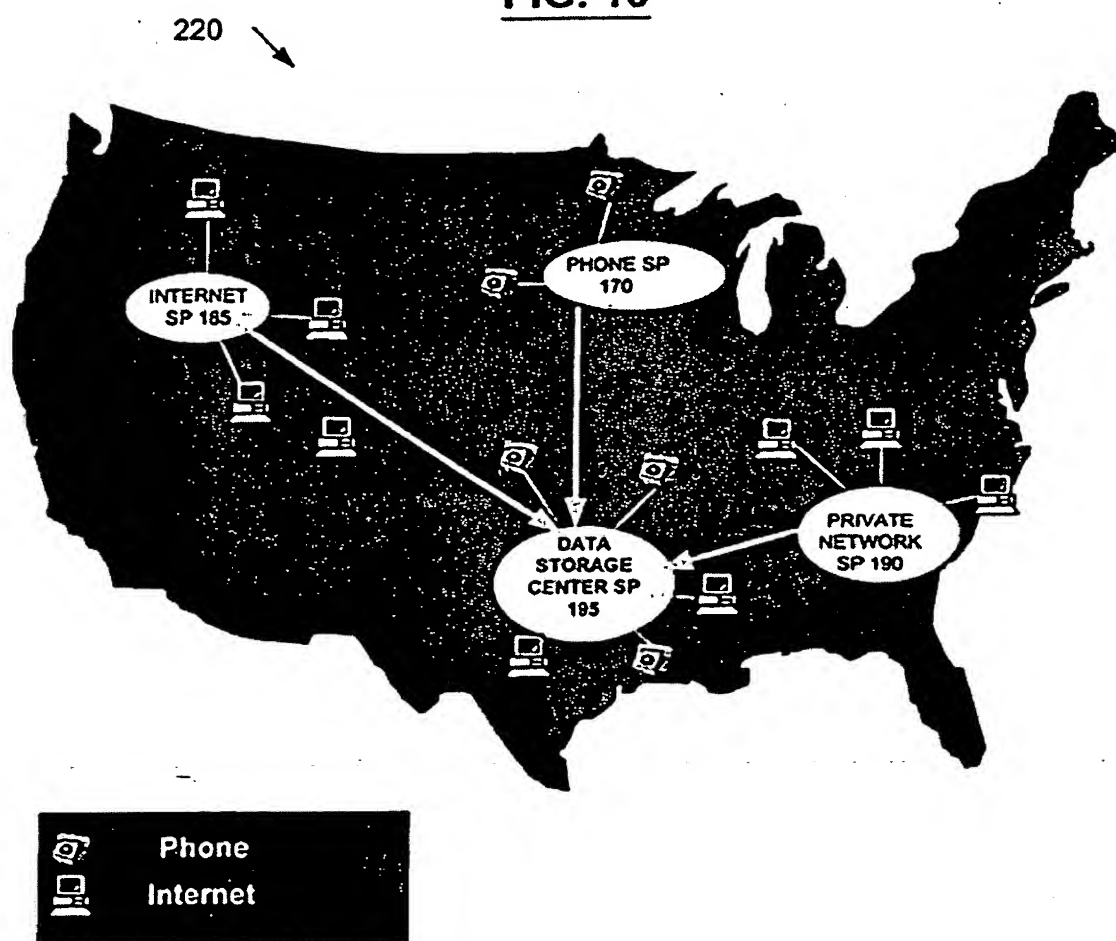 220
INTERNET
SP 185
PHONE SP
170
DATA
STORAGE
CENTER SP
195
PRIVATE
NETWORK
SP 190
Phone
Internet